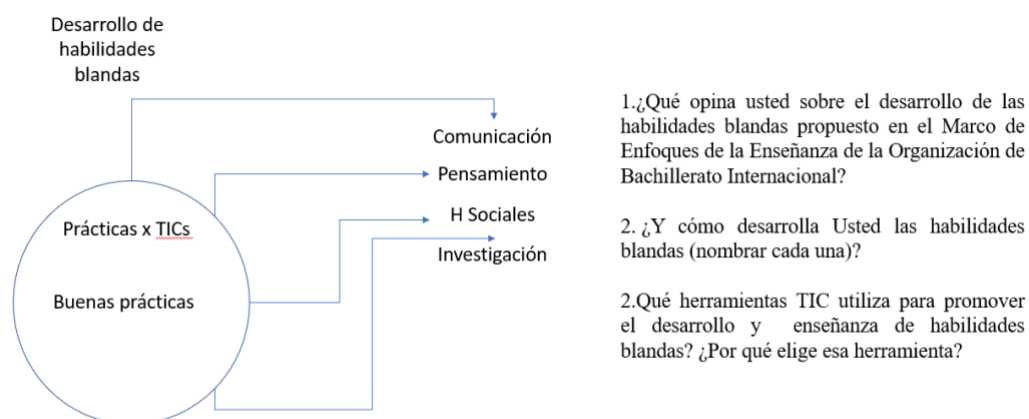 Desarrollo de
habilidades
blandas
Comunicación
Pensamiento
H Sociales
Investigación
Prácticas x TICs
Buenas prácticas
1.¿Qué opina usted sobre el desarrollo de las
habilidades blandas propuesto en el Marco de
Enfoques de la Enseñanza de la Organización de
Bachillerato Internacional?
2. ¿Y cómo desarrolla Usted las habilidades
blandas (nombrar cada una)?
2.Qué herramientas TIC utiliza para promover
el desarrollo y enseñanza de habilidades
blandas? ¿Por qué elige esa herramienta?